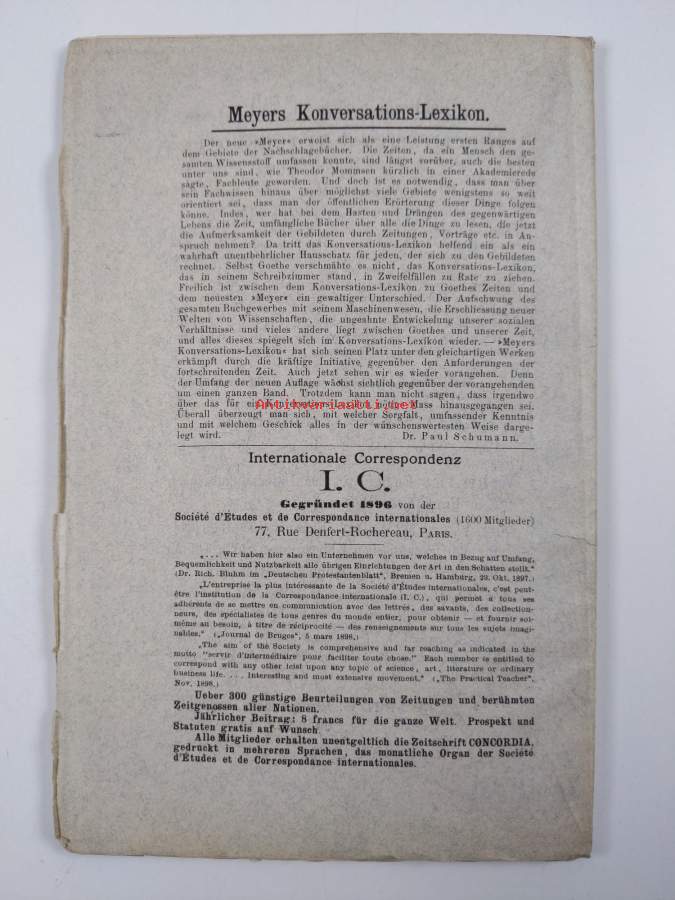 Meyers Konversations-Lexikon.
Der neue »Meyer« erweist sich als eine Leistung ersten Ranges auf
dem Gebiete der Nachschlagebücher. Die Zeiten, da ein Mensch den ge-
samten Wissensstoff umfassen konnte, sind längst vorüber, auch die besten
unter uns sind, wie Theodor Mommsen kürzlich in einer Akademierede
sagte, Fachleute geworden. Und doch ist es notwendig, dass man über
sein Fachwissen hinaus über möglichst viele Gebiete wenigstens so weit
orientiert sei, dass man der öffentlichen Erörterung dieser Dinge folgen
könne. Indes, wer hat bei dem Hasten und Drängen des gegenwärtigen
Lebens die Zeit, umfängliche Bücher über alle die Dinge zu lesen, die jetzt
die Aufmerksamkeit der Gebildeten durch Zeitungen, Vorträge etc. in An-
spruch nehmen? Da tritt das Konversations-Lexikon helfend ein als ein
wahrhaft unentbehrlicher Hausschatz für jeden, der sich zu den Gebildeten
rechnet. Selbst Goethe verschmähte es nicht, das Konversations-Lexikon,
das in seinem Schreibzimmer stand, in Zweifelfällen zu Rate zu ziehen.
Freilich ist zwischen dem Konversations-Lexikon zu Goethes Zeiten und
dem neuesten »Meyer« ein gewaltiger Unterschied. Der Aufschwung des
gesamten Buchgewerbes mit seinem Maschinenwesen, die Erschliessung neuer
Welten von Wissenschaften, die ungeahnte Entwickelung unserer sozialen
Verhältnisse und vieles andere liegt zwischen Goethes und unserer Zeit,
und alles dieses spiegelt sich im Konversations-Lexikon wieder. — »Meyers
Konversations-Lexikon« hat sich seinen Platz unter den gleichartigen Werken
erkämpft durch die kräftige Initiative gegenüber den Anforderungen der
fortschreitenden Zeit. Auch jetzt sehen wir es wieder vorangehen. Denn
der Umfang der neuen Auflage wächst sichtlich gegenüber der vorangehenden
um einen ganzen Band. Trotzdem kann man nicht sagen, dass irgendwo
über das für ein Konversations-Lexikon nötige Mass hinausgegangen sei.
Antikvariaatti.net
Überall überzeugt man sich, mit welcher Sorgfalt, umfassender Kenntnis
und mit welchem Geschick alles in der wünschenswertesten Weise darge-
legt wird. Dr. Paul Schumann.
Internationale Correspondenz
I. C.
Gegründet 1896 von der
Société d'Études et de Correspondance internationales (1600 Mitglieder)
77, Rue Denfert-Rochereau, PARIS.
„... Wir haben hier also ein Unternehmen vor uns, welches in Bezug auf Umfang,
Bequemlichkeit und Nutzbarkeit alle übrigen Einrichtungen der Art in den Schatten stellt."
(Dr. Rich. Bluhm im „Deutschen Protestantenblatt", Bremen u. Hamburg, 29. Okt. 1897.)
„L'entreprise la plus intéressante de la Société d'Études internationales, c'est peut-
être l'institution de la Correspondance internationale (I. C.), qui permet à tous ses
adhérents de se mettre en communication avec des lettrés, des savants, des collection-
neurs, des spécialistes de tous genres du monde entier, pour obtenir — et fournir soi-
même au besoin, à titre de réciprocité — des renseignements sur tous les sujets imagi-
nables." („Journal de Bruges", 5 mars 1898.)
„The aim of the Society is comprehensive and far reaching as indicated in the
motto "servir d'intermédiaire pour faciliter toute chose." Each member is entitled to
correspond with any other icist upon any topic of science, art, literature or ordinary
business life. ... Interesting and most extensive movement." („The Practical Teacher",
Nov. 1898.)
Ueber 300 günstige Beurteilungen von Zeitungen und berühmten
Zeitgenossen aller Nationen.
Jährlicher Beitrag: 8 francs für die ganze Welt. Prospekt und
Statuten gratis auf Wunsch.
Alle Mitglieder erhalten unentgeltlich die Zeitschrift CONCORDIA,
gedruckt in mehreren Sprachen, das monatliche Organ der Société
d'Études et de Correspondance internationales.